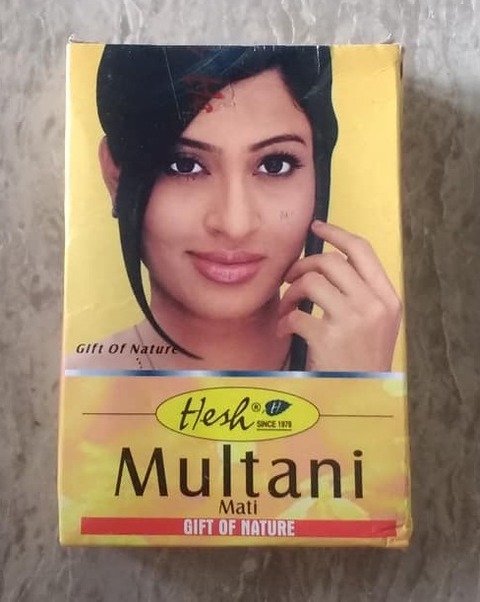 Gift Of Nature
Hesh®
SINCE 1978
Multani
Mati
GIFT OF NATURE